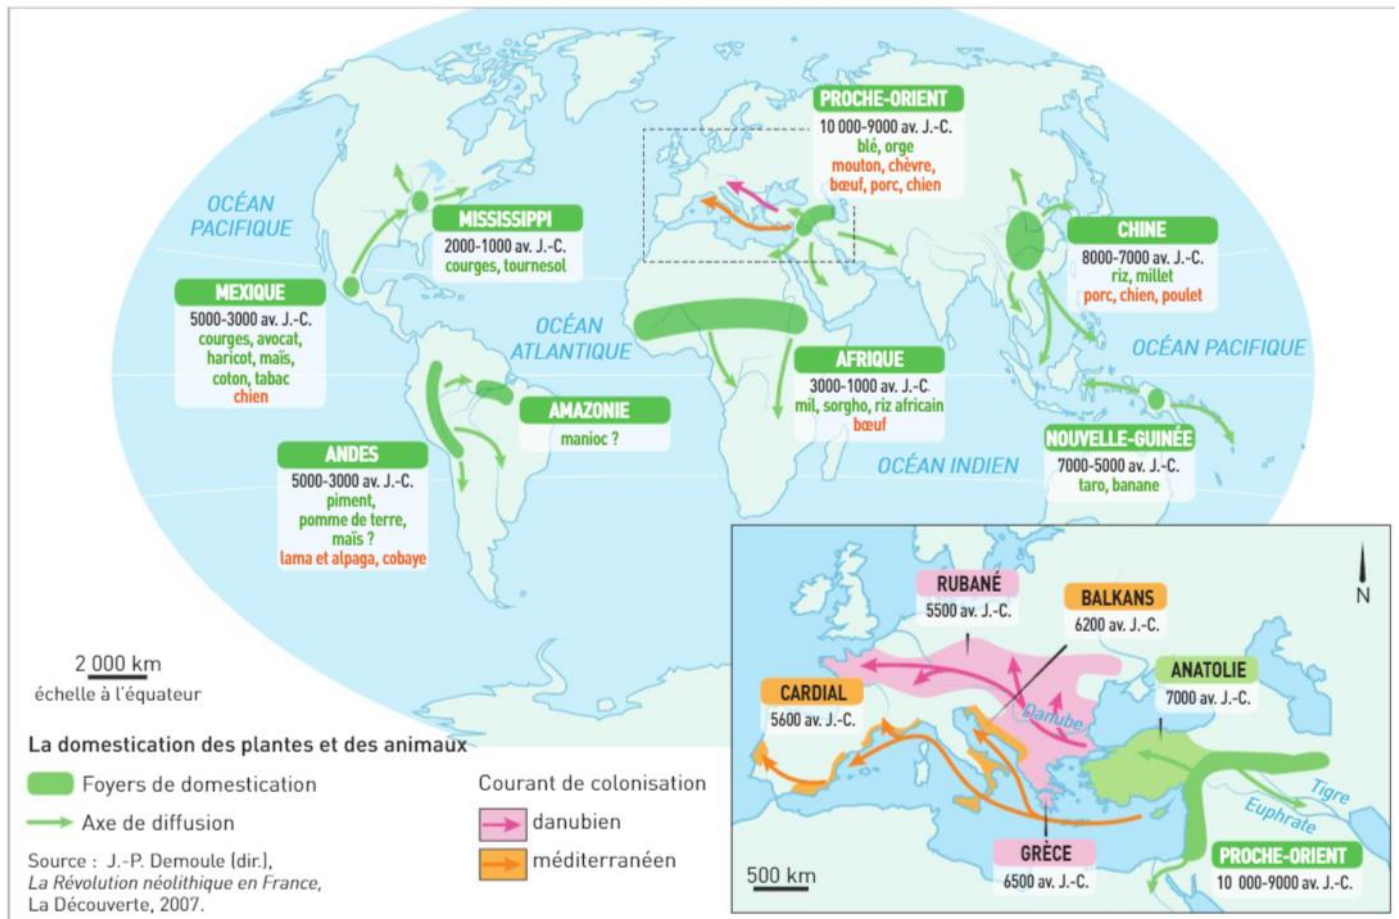 PROCHE-ORIENT
10 000-9000 av. J.-C.
blé, orge
mouton, chèvre,
bœuf, porc, chien
OCÉAN
PACIFIQUE
MISSISSIPPI
2000-1000 av. J.-C.
courges, tournesol
CHINE
8000-7000 av. J.-C.
riz, millet
porc, chien, poulet
MEXIQUE
5000-3000 av. J.-C.
courges, avocat,
haricot, maïs,
coton, tabac
chien
OCÉAN
ATLANTIQUE
OCÉAN PACIFIQUE
AFRIQUE
3000-1000 av. J.-C.
mil, sorgho, riz africain
bœuf
AMAZONIE
manioc ?
ANDES
5000-3000 av. J.-C.
piment,
pomme de terre,
maïs ?
lama et alpaga, cobaye
OCÉAN INDIEN
NOUVELLE-GUINÉE
7000-5000 av. J.-C.
taro, banane
RUBANÉ
5500 av. J.-C.
BALKANS
6200 av. J.-C.
N
ANATOLIE
7000 av. J.-C.
CARDIAL
5600 av. J.-C.
Danube
Tigre
Euphrate
GRÈCE
6500 av. J.-C.
PROCHE-ORIENT
10 000-9000 av. J.-C.
500 km
2 000 km
échelle à l'équateur
La domestication des plantes et des animaux
Foyers de domestication
Axe de diffusion
Courant de colonisation
danubien
méditerranéen
Source : J.-P. Demoule (dir.),
La Révolution néolithique en France,
La Découverte, 2007.